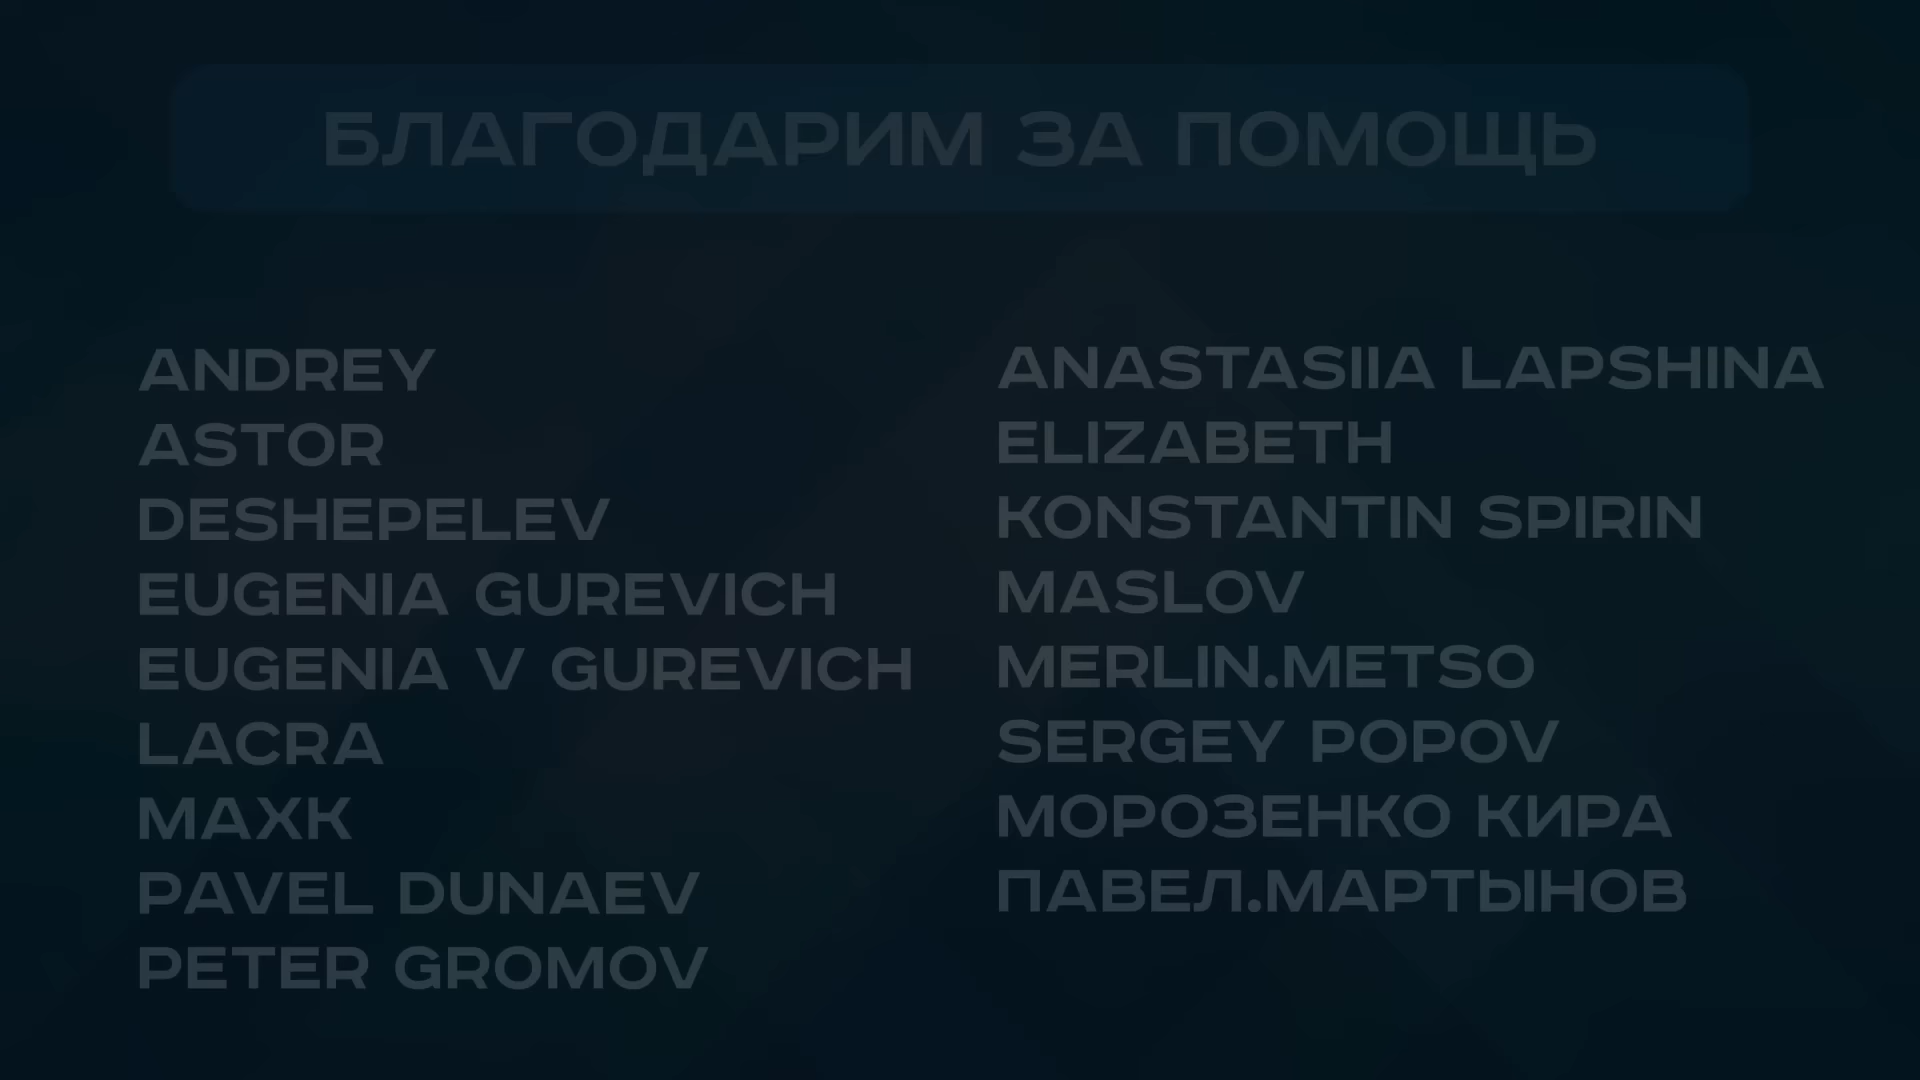 БЛАГОДАРИМ ЗА ПОМОЩЬ
ANDREY
ASTOR
DESHEPELEV
EUGENIA GUREVICH
EUGENIA V GUREVICH
LACRA
MAXK
PAVEL DUNAEV
PETER GROMOV
ANASTASIIA LAPSHINA
ELIZABETH
KONSTANTIN SPIRIN
MASLOV
MERLIN.METSO
SERGEY POPOV
МОРОЗЕНКО КИРА
ПАВЕЛ.МАРТЫНОВ